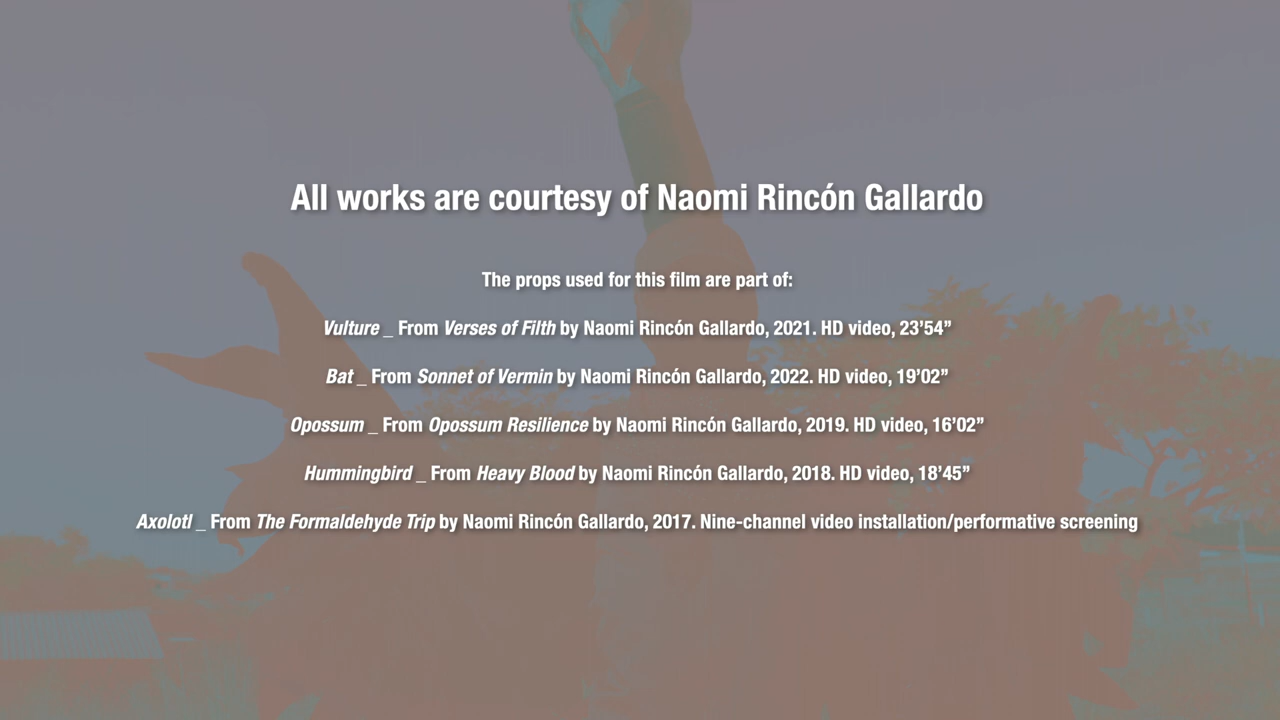 All works are courtesy of Naomi Rincón Gallardo
The props used for this film are part of:
Vulture _ From Verses of Filth by Naomi Rincón Gallardo, 2021. HD video, 23’54”
Bat _ From Sonnet of Vermin by Naomi Rincón Gallardo, 2022. HD video, 19’02”
Opossum _ From Opossum Resilience by Naomi Rincón Gallardo, 2019. HD video, 16’02”
Hummingbird _ From Heavy Blood by Naomi Rincón Gallardo, 2018. HD video, 18’45”
Axolotl _ From The Formaldehyde Trip by Naomi Rincón Gallardo, 2017. Nine-channel video installation/performative screening